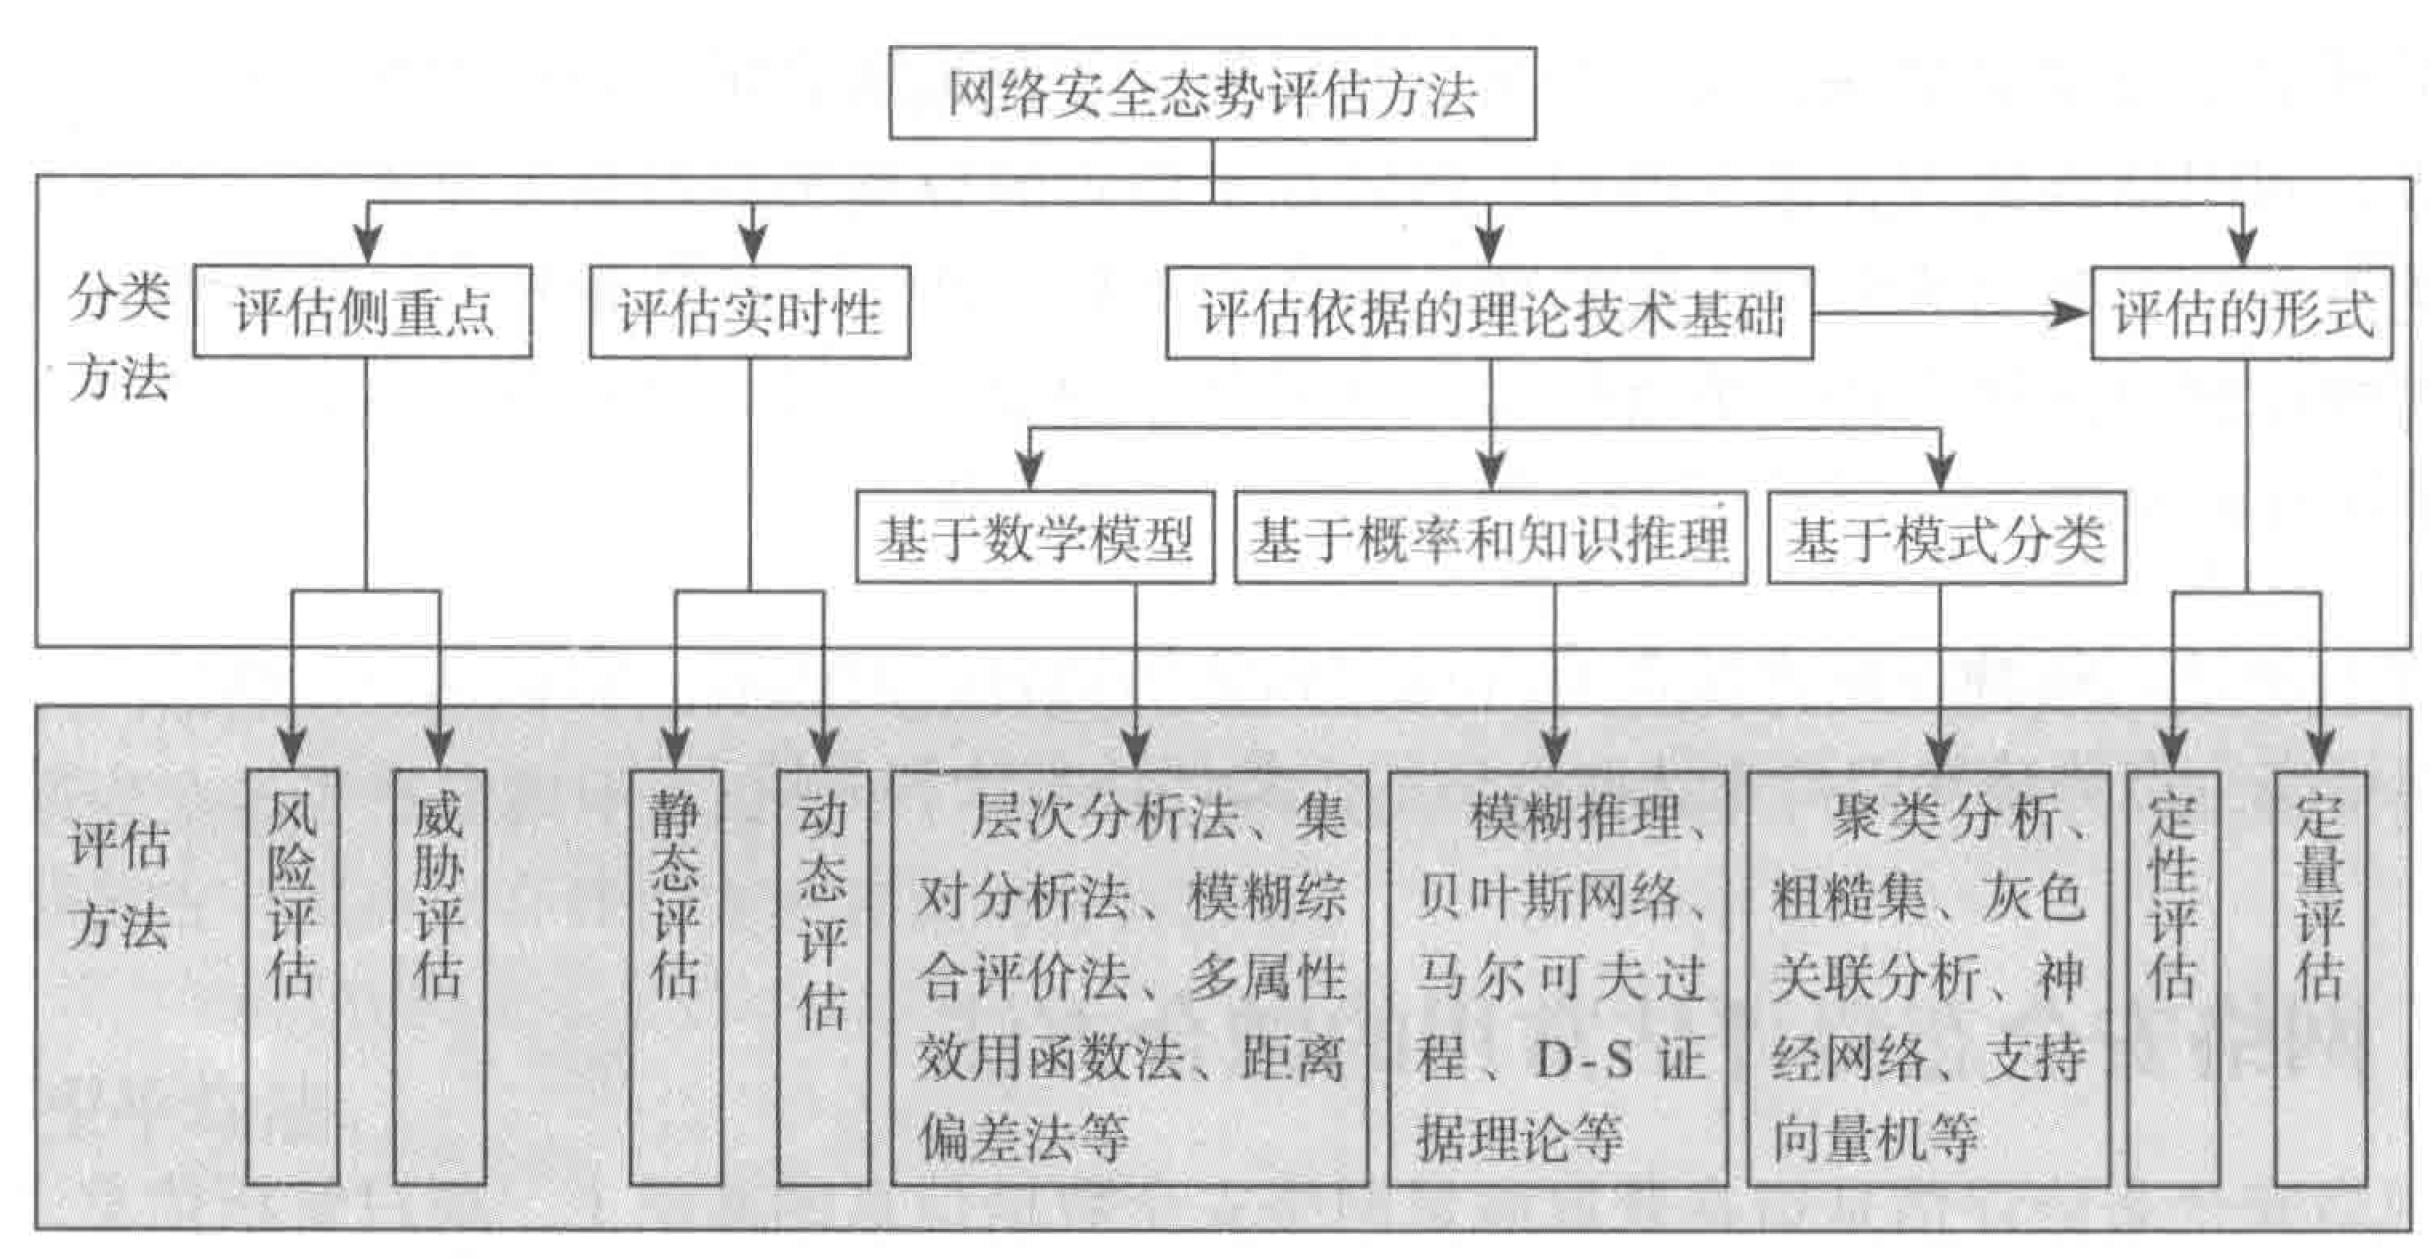 网络安全态势评估方法
分类
方法
评估侧重点
评估实时性
评估依据的理论技术基础
评估的形式
基于数学模型
基于概率和知识推理
基于模式分类
评估
方法
风险评估
威胁评估
静态评估
动态评估
层次分析法、集
对分析法、模糊综
合评价法、多属性
效用函数法、距离
偏差法等
模糊推理、
贝叶斯网络、
马尔可夫过
程、D-S 证
据理论等
聚类分析、
粗糙集、灰色
关联分析、神
经网络、支持
向量机等
定性评估
定量评估